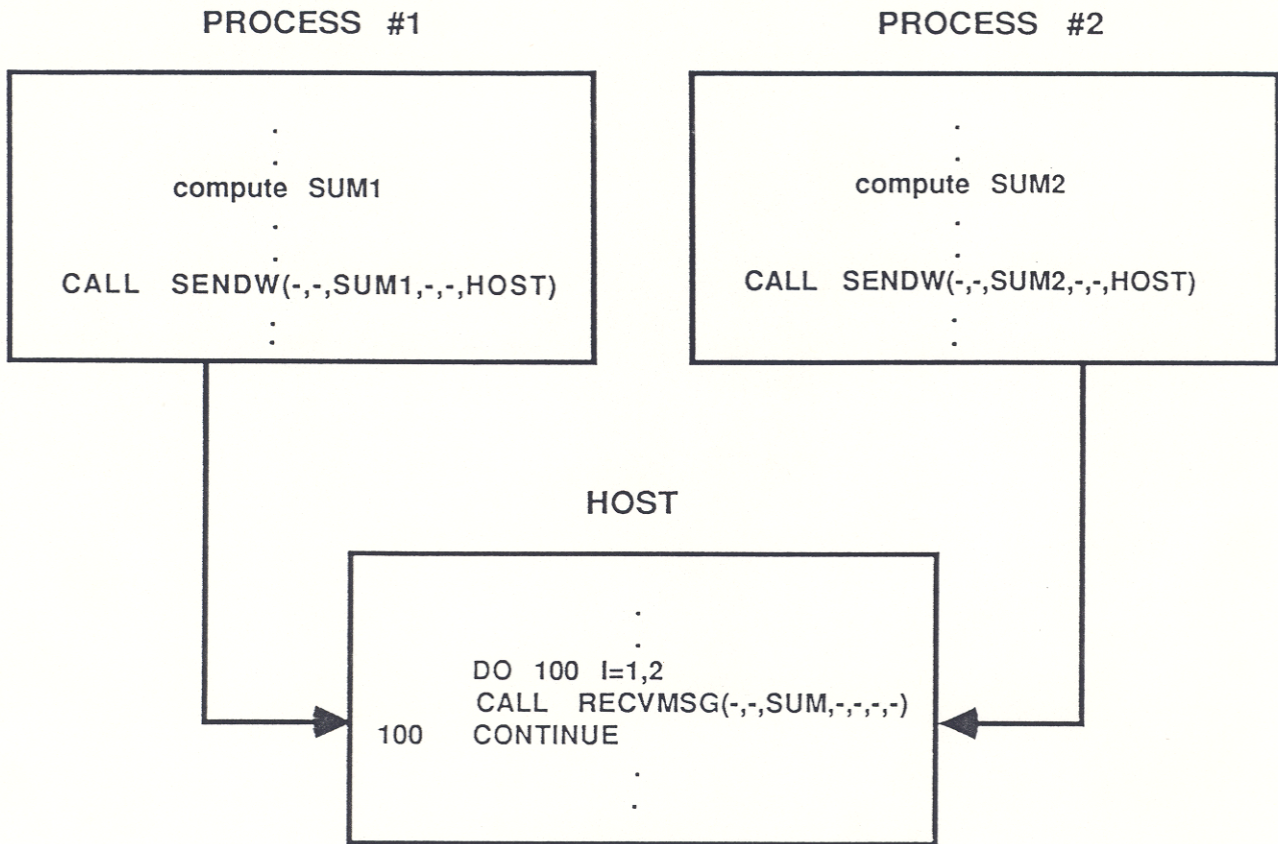 PROCESS #1
PROCESS #2
compute SUM1
CALL SENDW(-,-,SUM1,-,-,HOST)
compute SUM2
CALL SENDW(-,-,SUM2,-,-,HOST)
HOST
DO 100 I=1,2
CALL RECVMSG(-,-,SUM,-,-,-,-)
100 CONTINUE